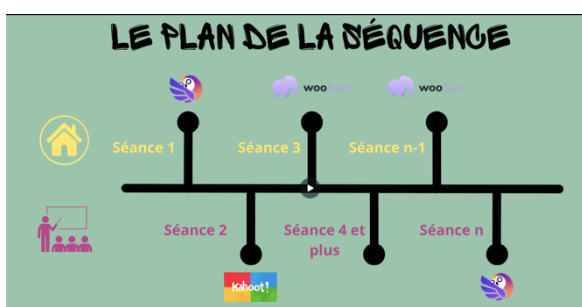 LE PLAN DE LA SÉQUENCE
woo
woo
Séance 1
Séance 3
Séance n-1
Séance 2
Séance 4 et
plus
Séance n
Kahoot!